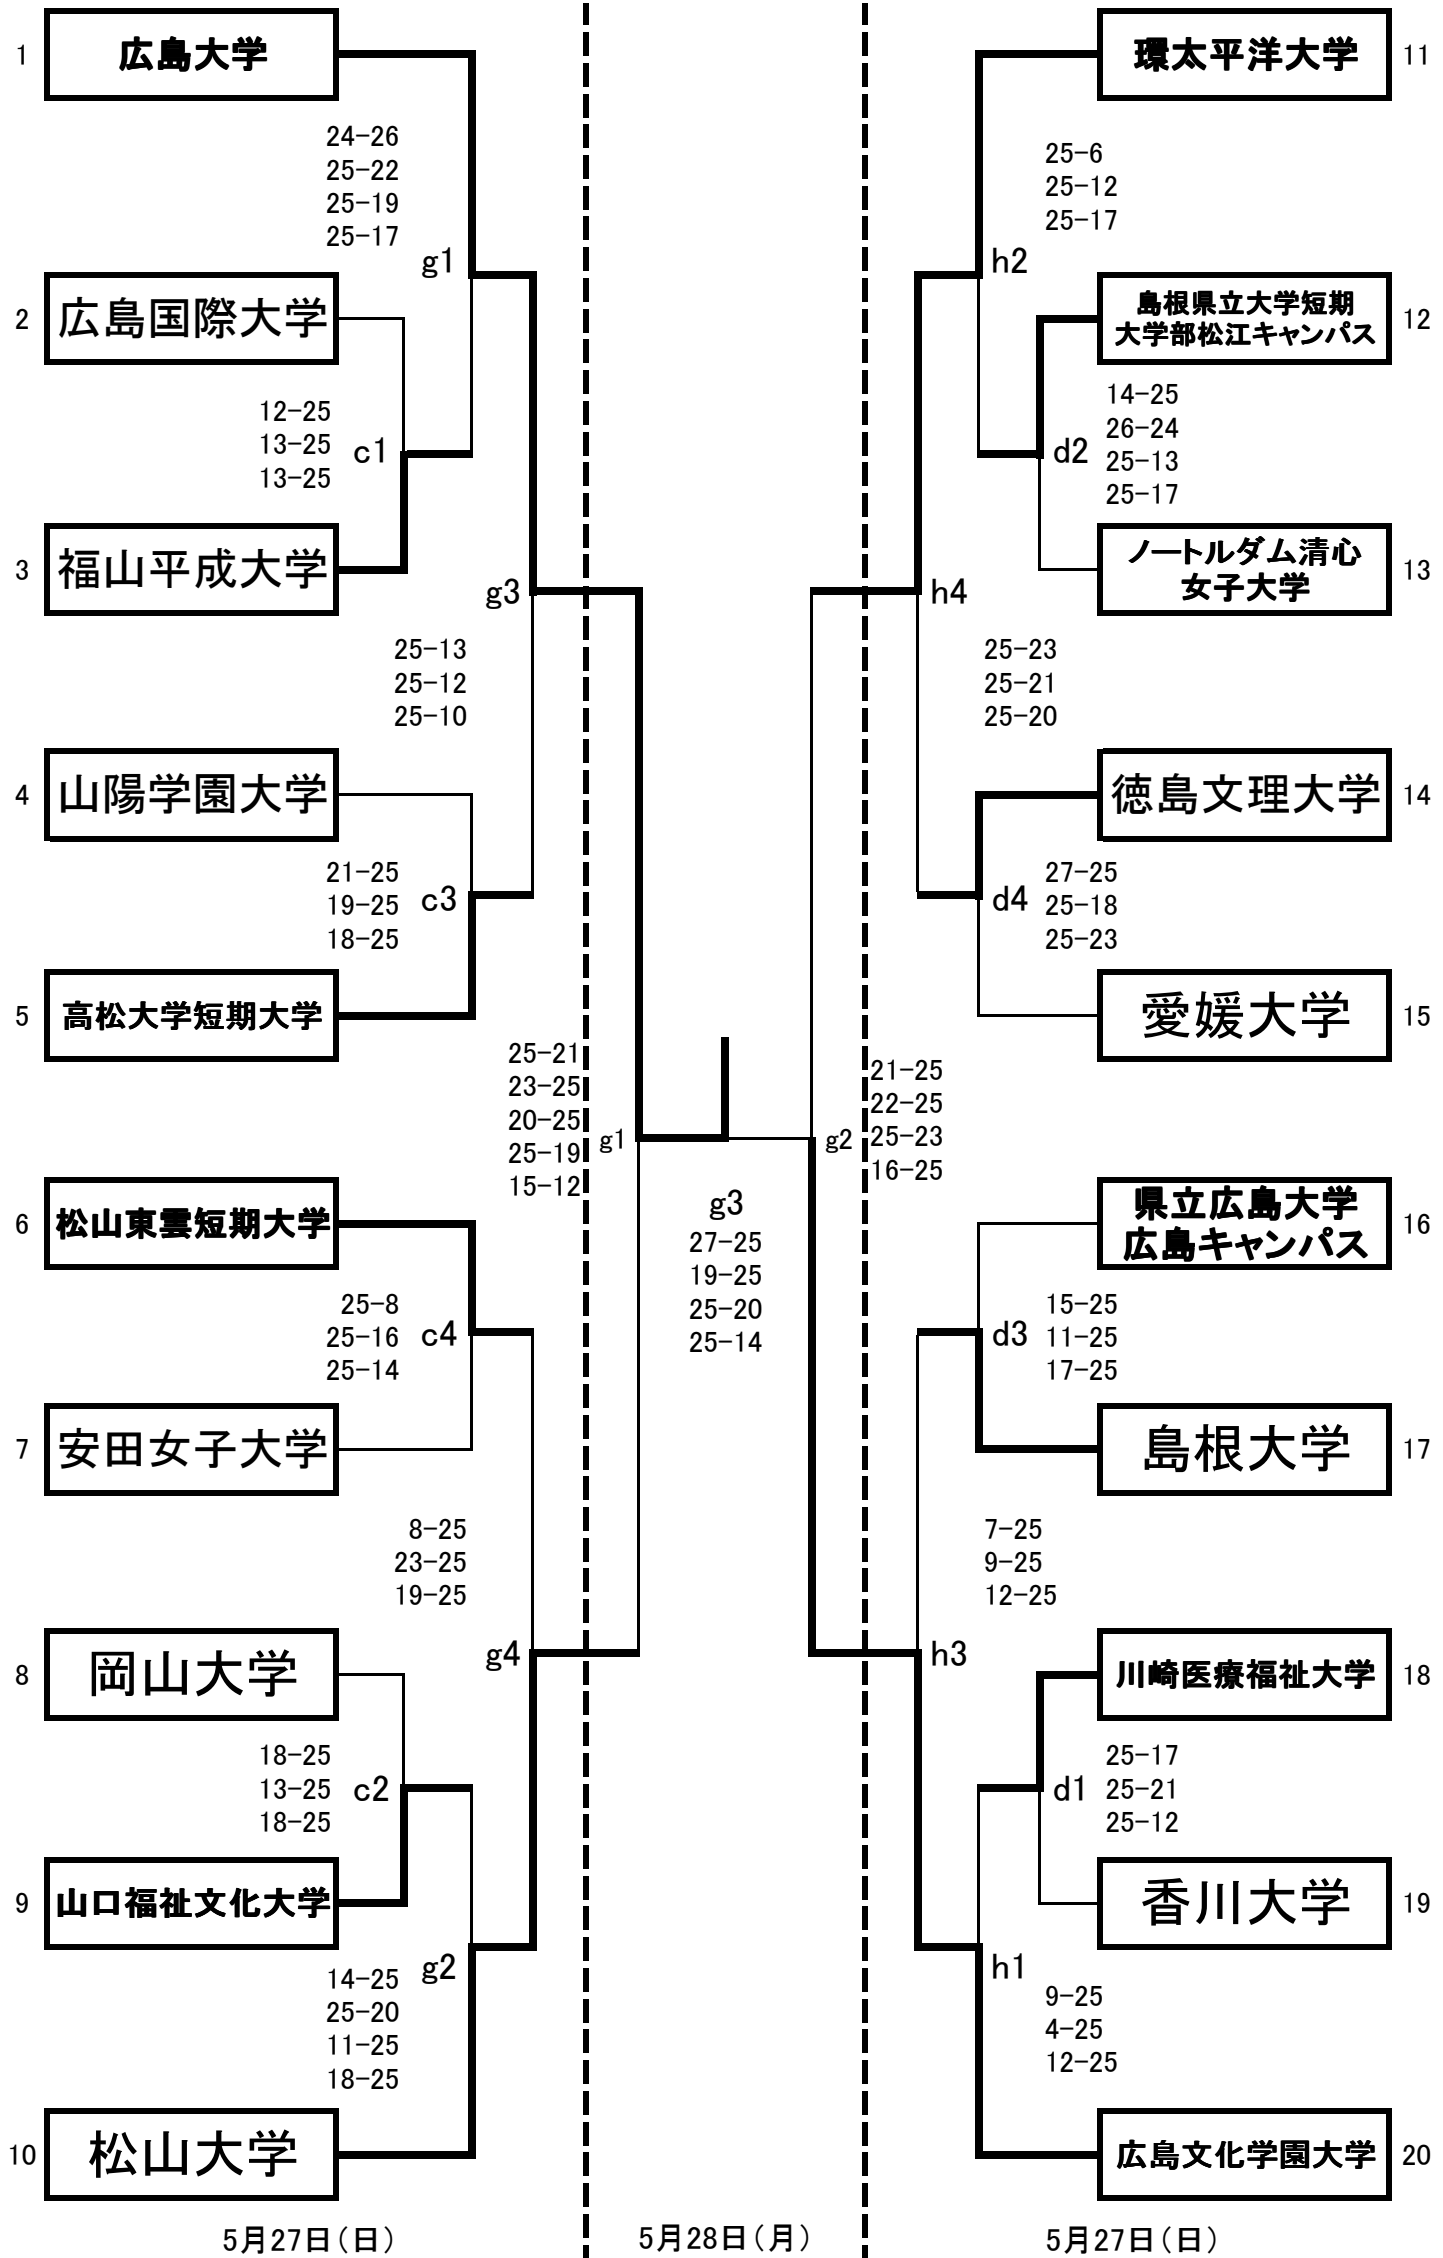 1
広島大学
24-26
25-22
25-19
25-17
g1
2
広島国際大学
12-25
13-25
13-25
c1
3
福山平成大学
g3
25-13
25-12
25-10
4
山陽学園大学
21-25
19-25
18-25
c3
5
高松大学短期大学
25-21
23-25
20-25
25-19
15-12
g1
6
松山東雲短期大学
25-8
25-16
25-14
c4
7
安田女子大学
8-25
23-25
19-25
g4
8
岡山大学
18-25
13-25
18-25
c2
9
山口福祉文化大学
g2
14-25
25-20
11-25
18-25
10
松山大学
5月27日(日)
g3
27-25
19-25
25-20
25-14
5月28日(月)
環太平洋大学
11
25-6
25-12
25-17
h2
島根県立大学短期
大学部松江キャンパス
12
14-25
26-24
25-13
25-17
d2
ノートルダム清心
女子大学
13
h4
25-23
25-21
25-20
徳島文理大学
14
27-25
25-18
25-23
d4
愛媛大学
15
g2
21-25
22-25
25-23
16-25
県立広島大学
広島キャンパス
16
d3
15-25
11-25
17-25
島根大学
17
7-25
9-25
12-25
h3
川崎医療福祉大学
18
d1
25-17
25-21
25-12
香川大学
19
h1
9-25
4-25
12-25
広島文化学園大学
20
5月27日(日)